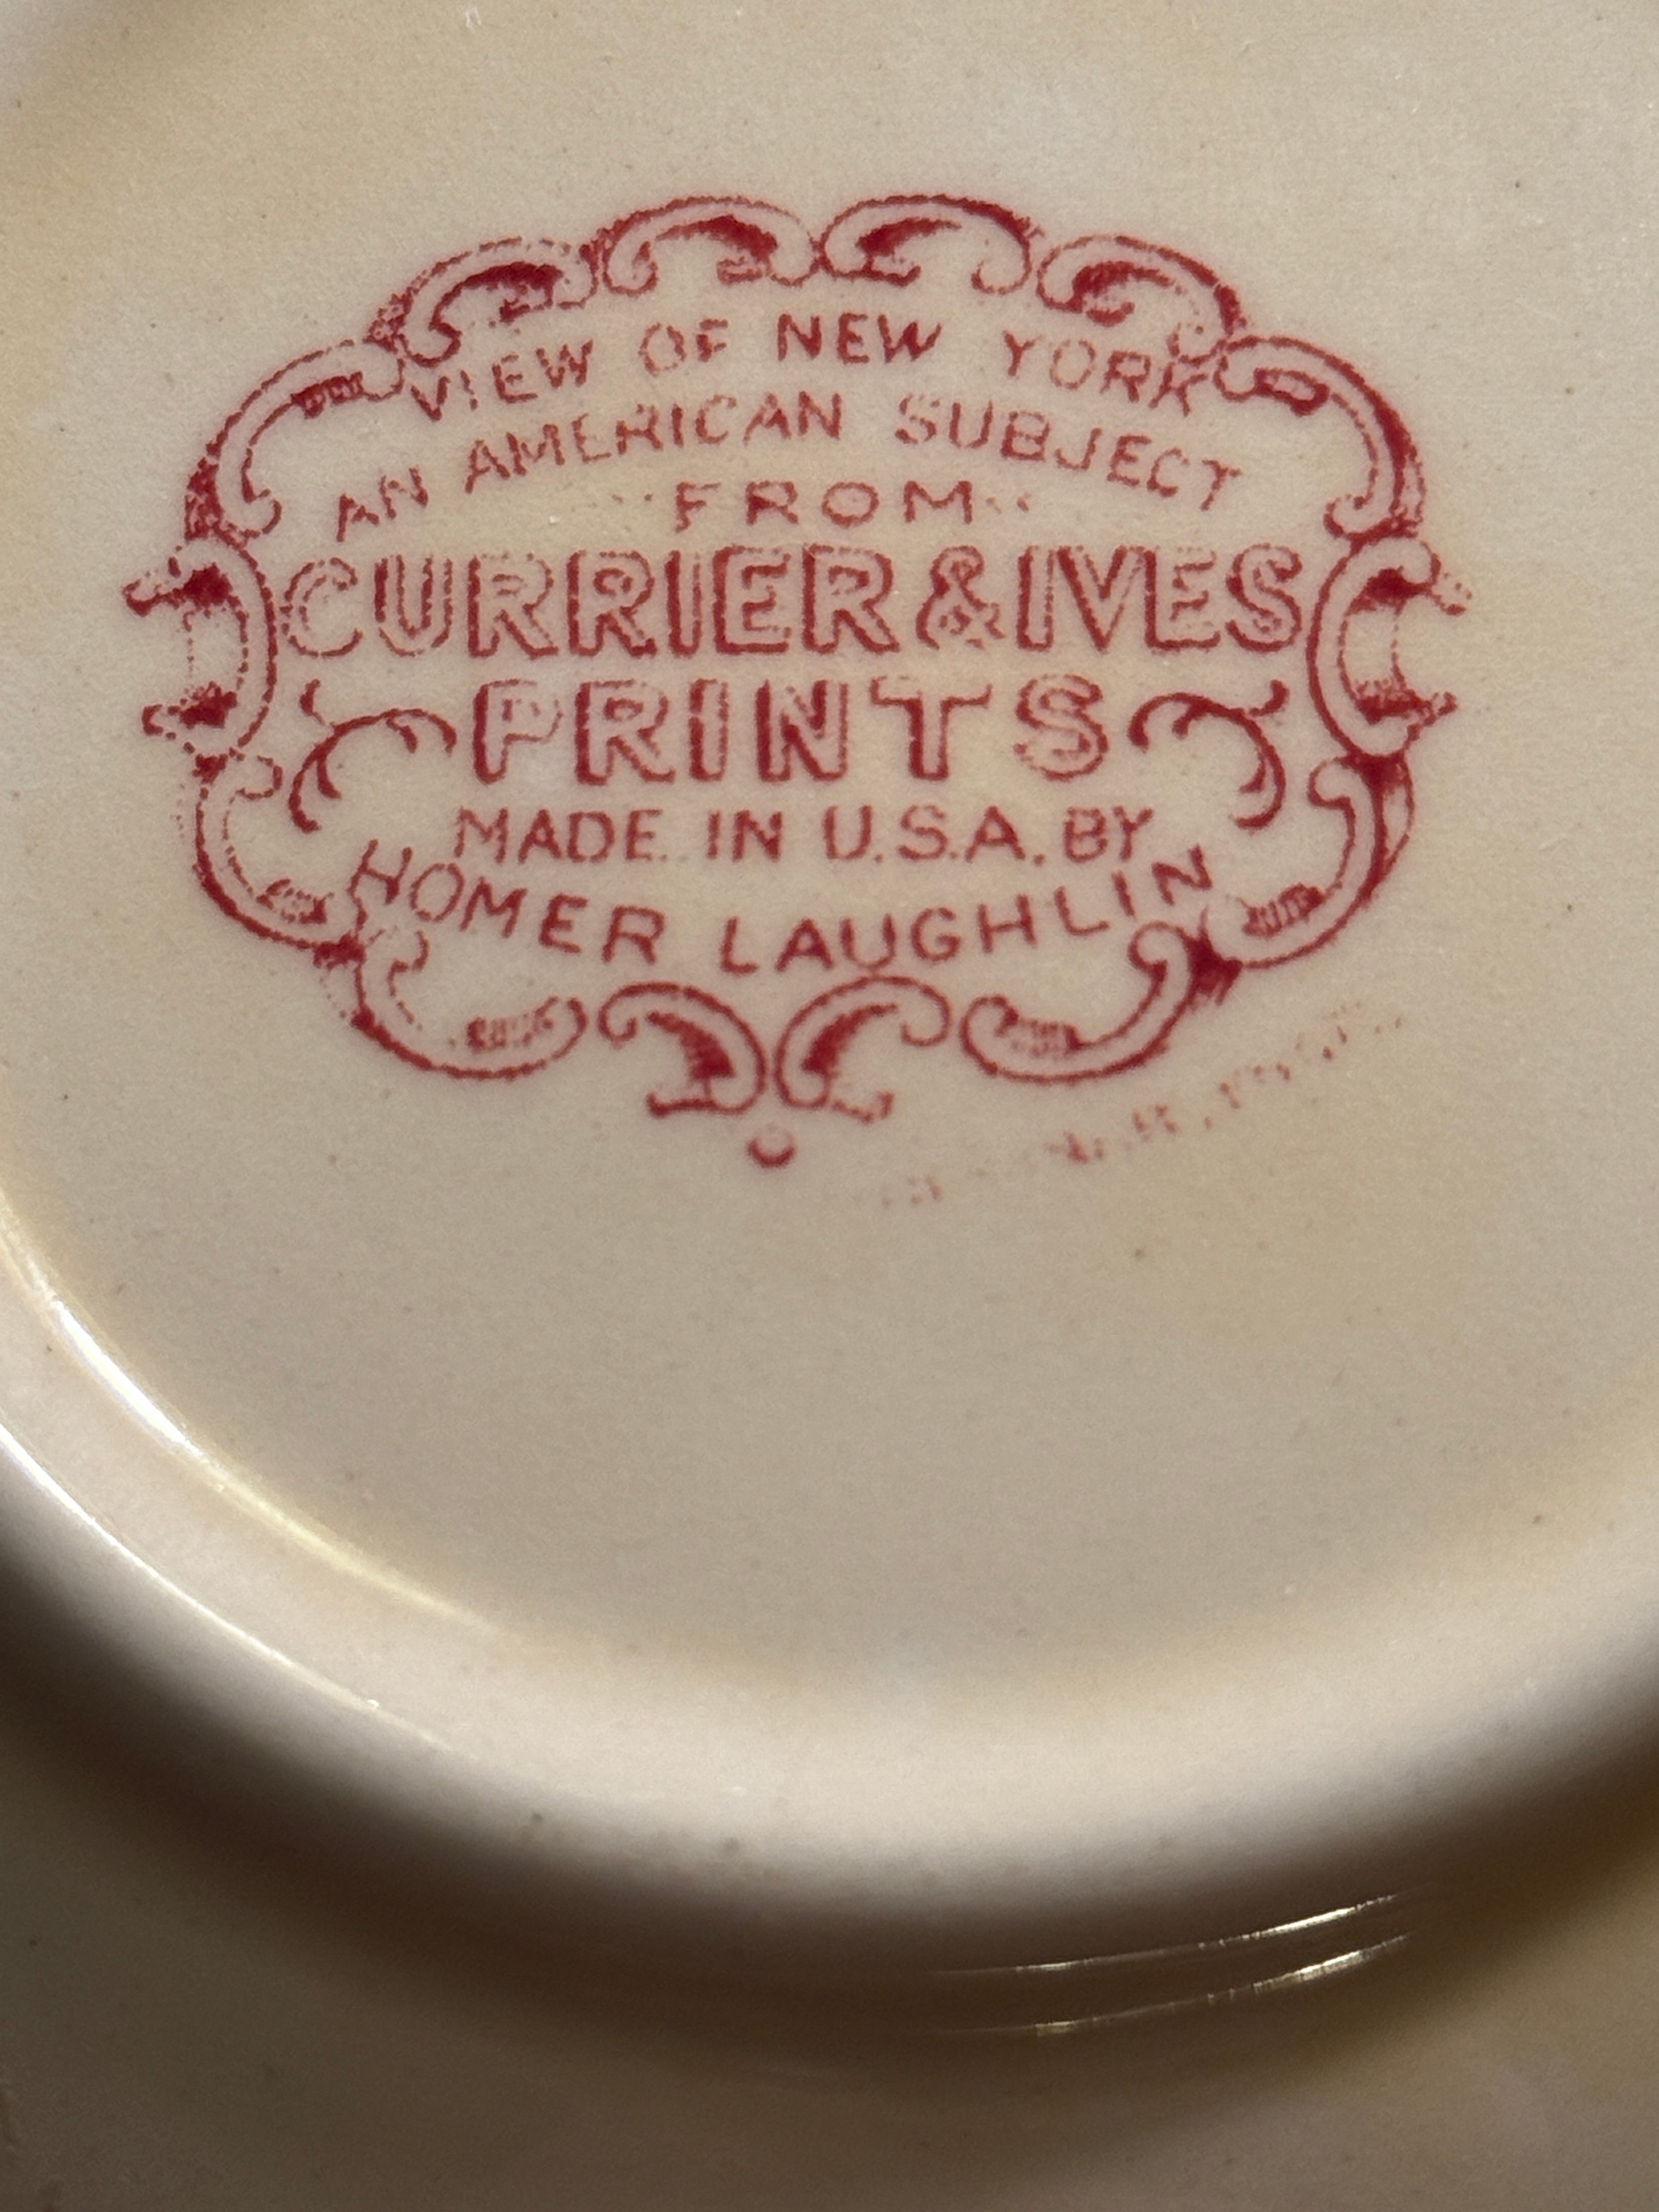 VIEW OF NEW YORK
AN AMERICAN SUBJECT
FROM
CURRIER & IVES
PRINTS
MADE IN U.S.A. BY
HOMER LAUGHLIN